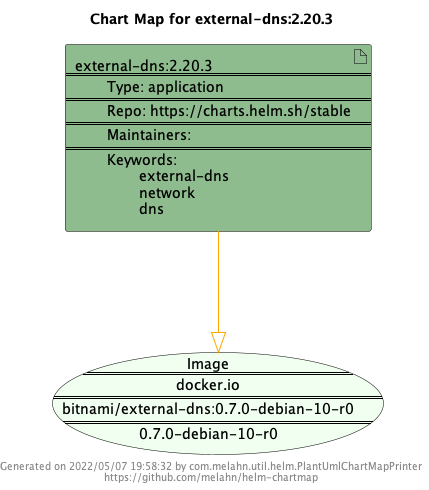 Chart Map for external-dns:2.20.3
external-dns:2.20.3
Type: application
Repo: https://charts.helm.sh/stable
Maintainers:
Keywords:
external-dns
network
dns
Image
docker.io
bitnami/external-dns:0.7.0-debian-10-r0
0.7.0-debian-10-r0
Generated on 2022/05/07 19:58:32 by com.melahn.util.helm.PlantUmlChartMapPrinter
https://github.com/melahn/helm-chartmap